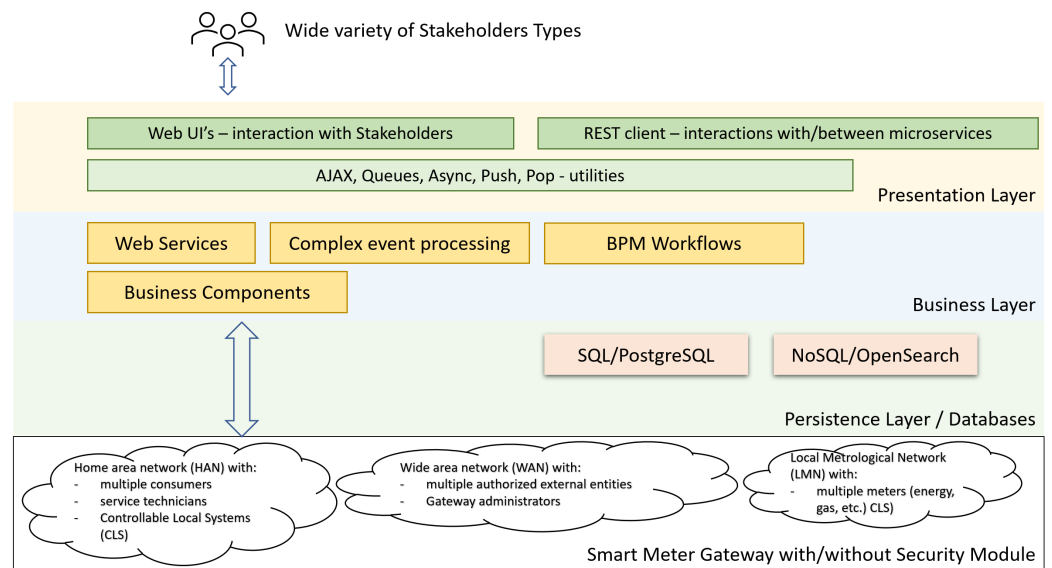 Wide variety of Stakeholders Types
Web UI's – interaction with Stakeholders
REST client – interactions with/between microservices
AJAX, Queues, Async, Push, Pop - utilities
Presentation Layer
Web Services
Complex event processing
BPM Workflows
Business Components
Business Layer
SQL/PostgreSQL
NoSQL/OpenSearch
Persistence Layer / Databases
Home area network (HAN) with:
- multiple consumers
- service technicians
- Controllable Local Systems
(CLS)
Wide area network (WAN) with:
- multiple authorized external entities
- Gateway administrators
Local Metrological Network
(LMN) with:
- multiple meters (energy,
gas, etc.) CLS)
Smart Meter Gateway with/without Security Module